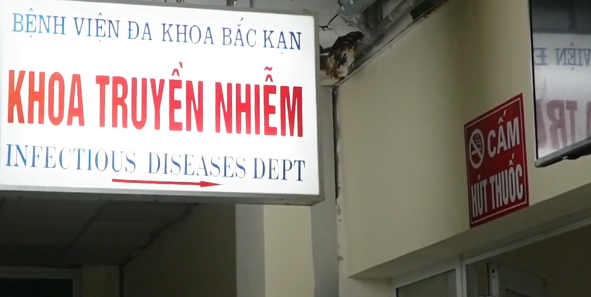 BỆNH VIỆN ĐA KHOA BẮC KẠN
KHOA TRUYỀN NHIỄM
INFECTIOUS DISEASES DEPT
CẤM
HÚT THUỐC